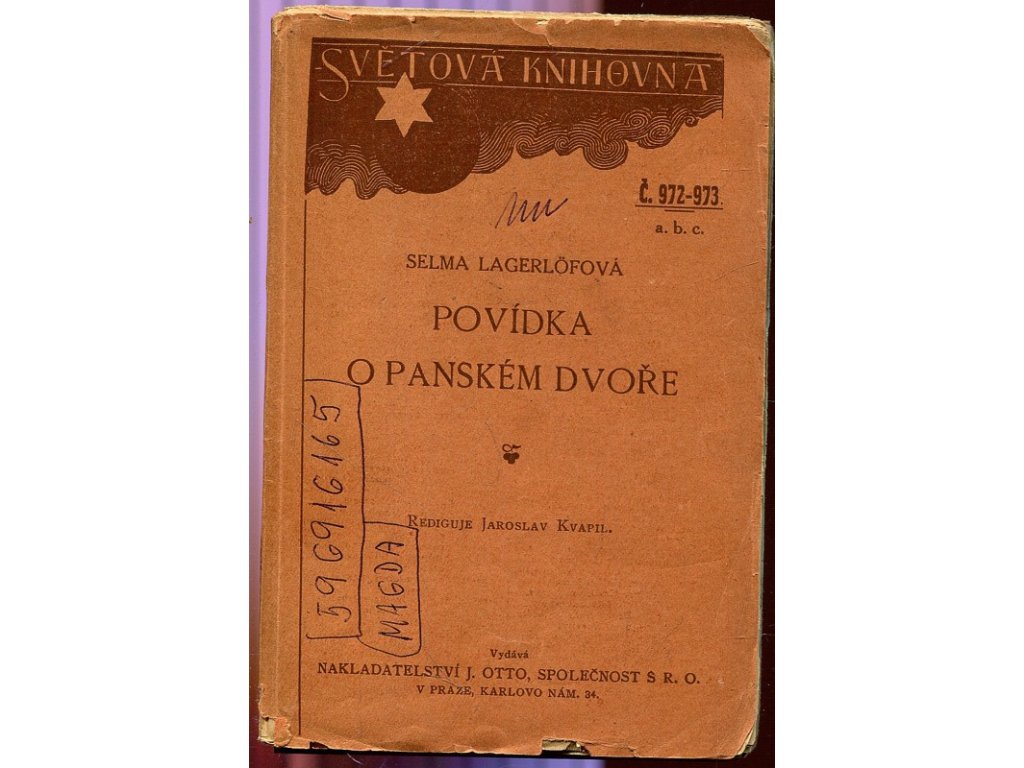 SVĚTOVÁ KNIHOVNA
Č. 972-973.
a. b. c.
SELMA LAGERLÖFOVÁ
POVÍDKA
O PANSKÉM DVOŘE
REDIGUJE JAROSLAV KVAPIL.
596916165
MAGDA
Vydává
NAKLADATELSTVÍ J. OTTO, SPOLEČNOST S R. O.
V PRAZE, KARLOVO NÁM. 34.